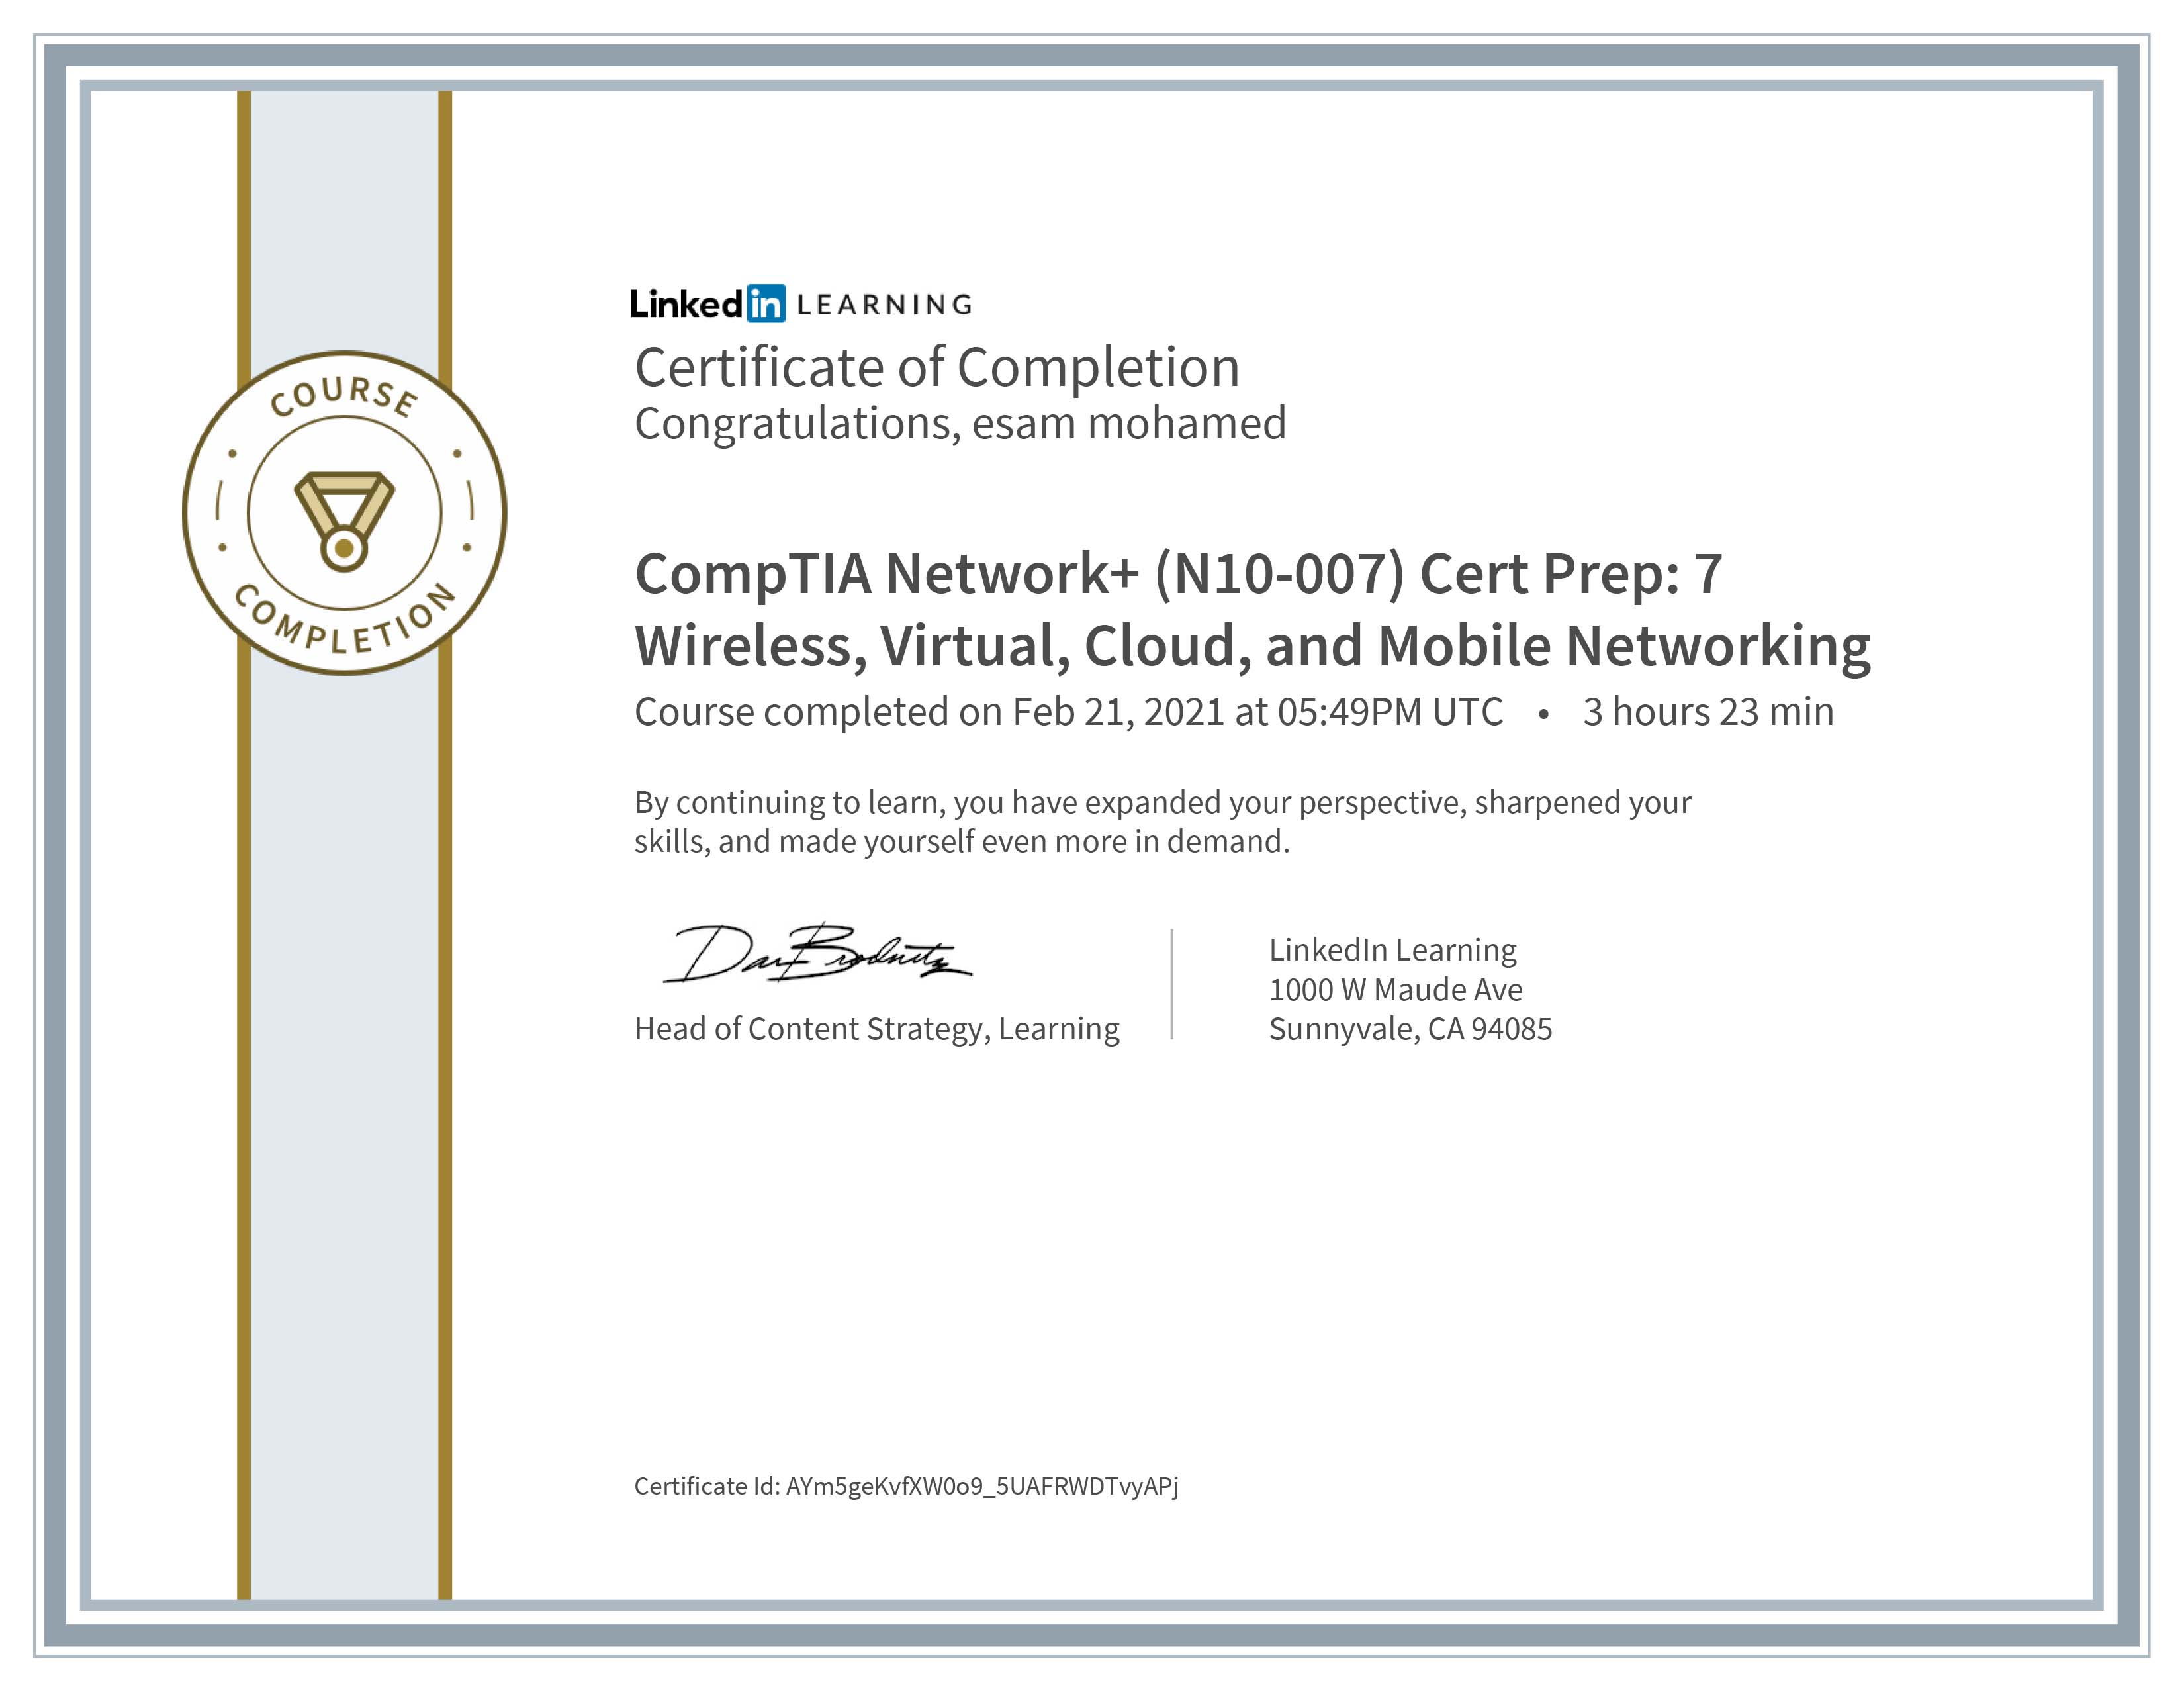 COURSE
COMPLETION
Linked in LEARNING
Certificate of Completion
Congratulations, esam mohamed
CompTIA Network+ (N10-007) Cert Prep: 7
Wireless, Virtual, Cloud, and Mobile Networking
Course completed on Feb 21, 2021 at 05:49PM UTC • 3 hours 23 min
By continuing to learn, you have expanded your perspective, sharpened your
skills, and made yourself even more in demand.
Dan Brodnitz
Head of Content Strategy, Learning
LinkedIn Learning
1000 W Maude Ave
Sunnyvale, CA 94085
Certificate Id: AYm5geKvfXW0o9_5UAFRWDTvyAPj